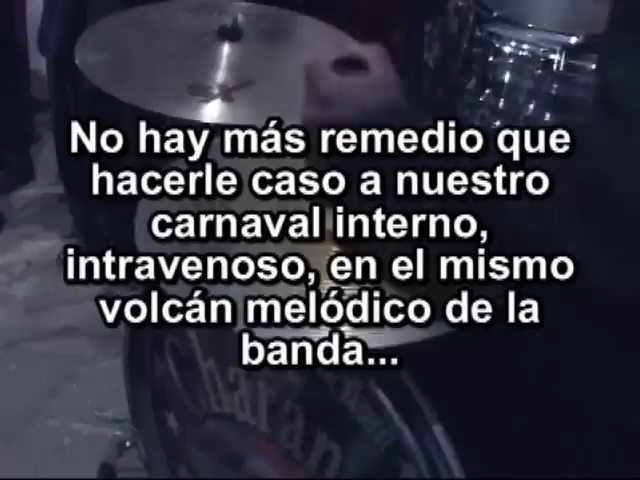 No hay más remedio que
hacerle caso a nuestro
carnaval interno,
intravenoso, en el mismo
volcán melódico de la
banda...